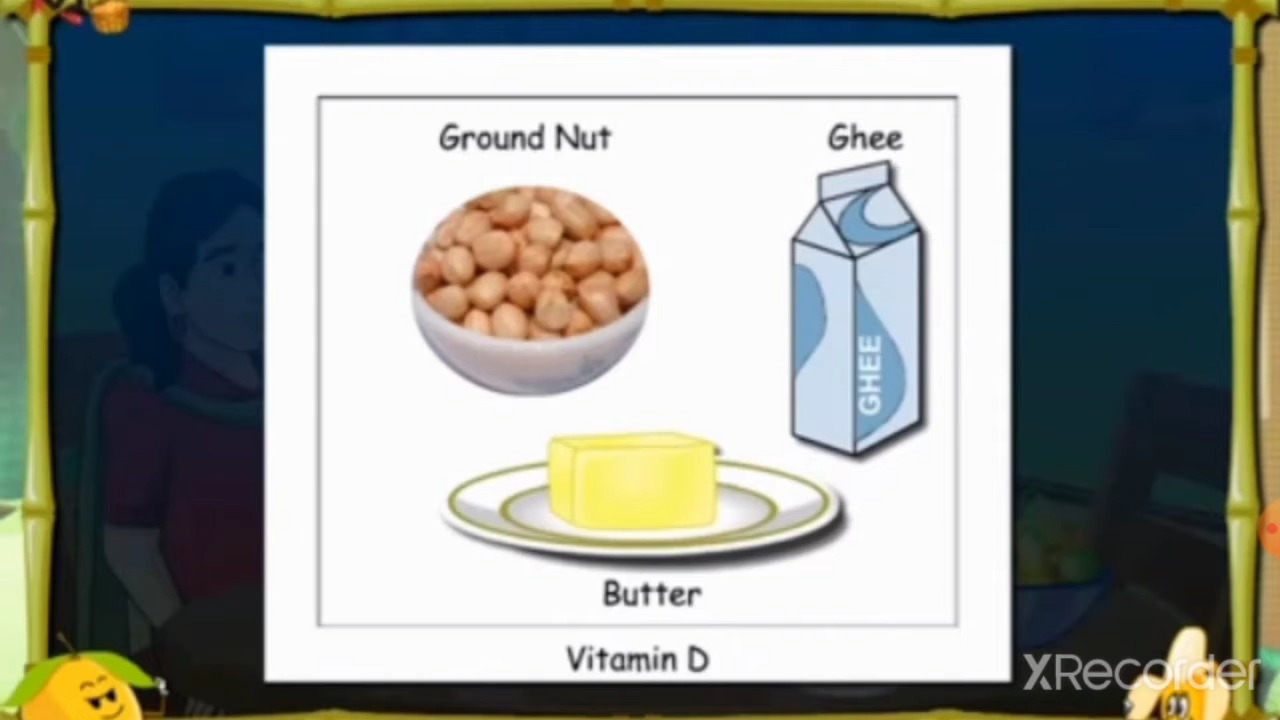 Ground Nut
Ghee
GHEE
Butter
Vitamin D
XRecorder